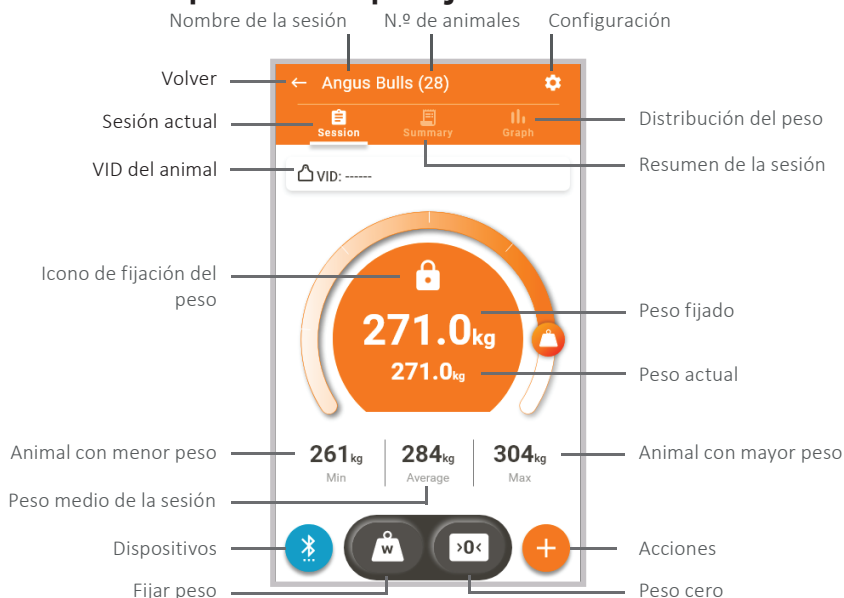 Nombre de la sesión N.º de animales Configuración
Volver
Angus Bulls (28)
Sesión actual
Session
Summary
Graph
Distribución del peso
Resumen de la sesión
VID del animal
VID: ------
Icono de fijación del
peso
271.0kg
Peso fijado
271.0kg
Peso actual
Animal con menor peso
261kg
284kg
304kg
Animal con mayor peso
Min
Average
Max
Peso medio de la sesión
Dispositivos
W
>0<
Acciones
Fijar peso
Peso cero